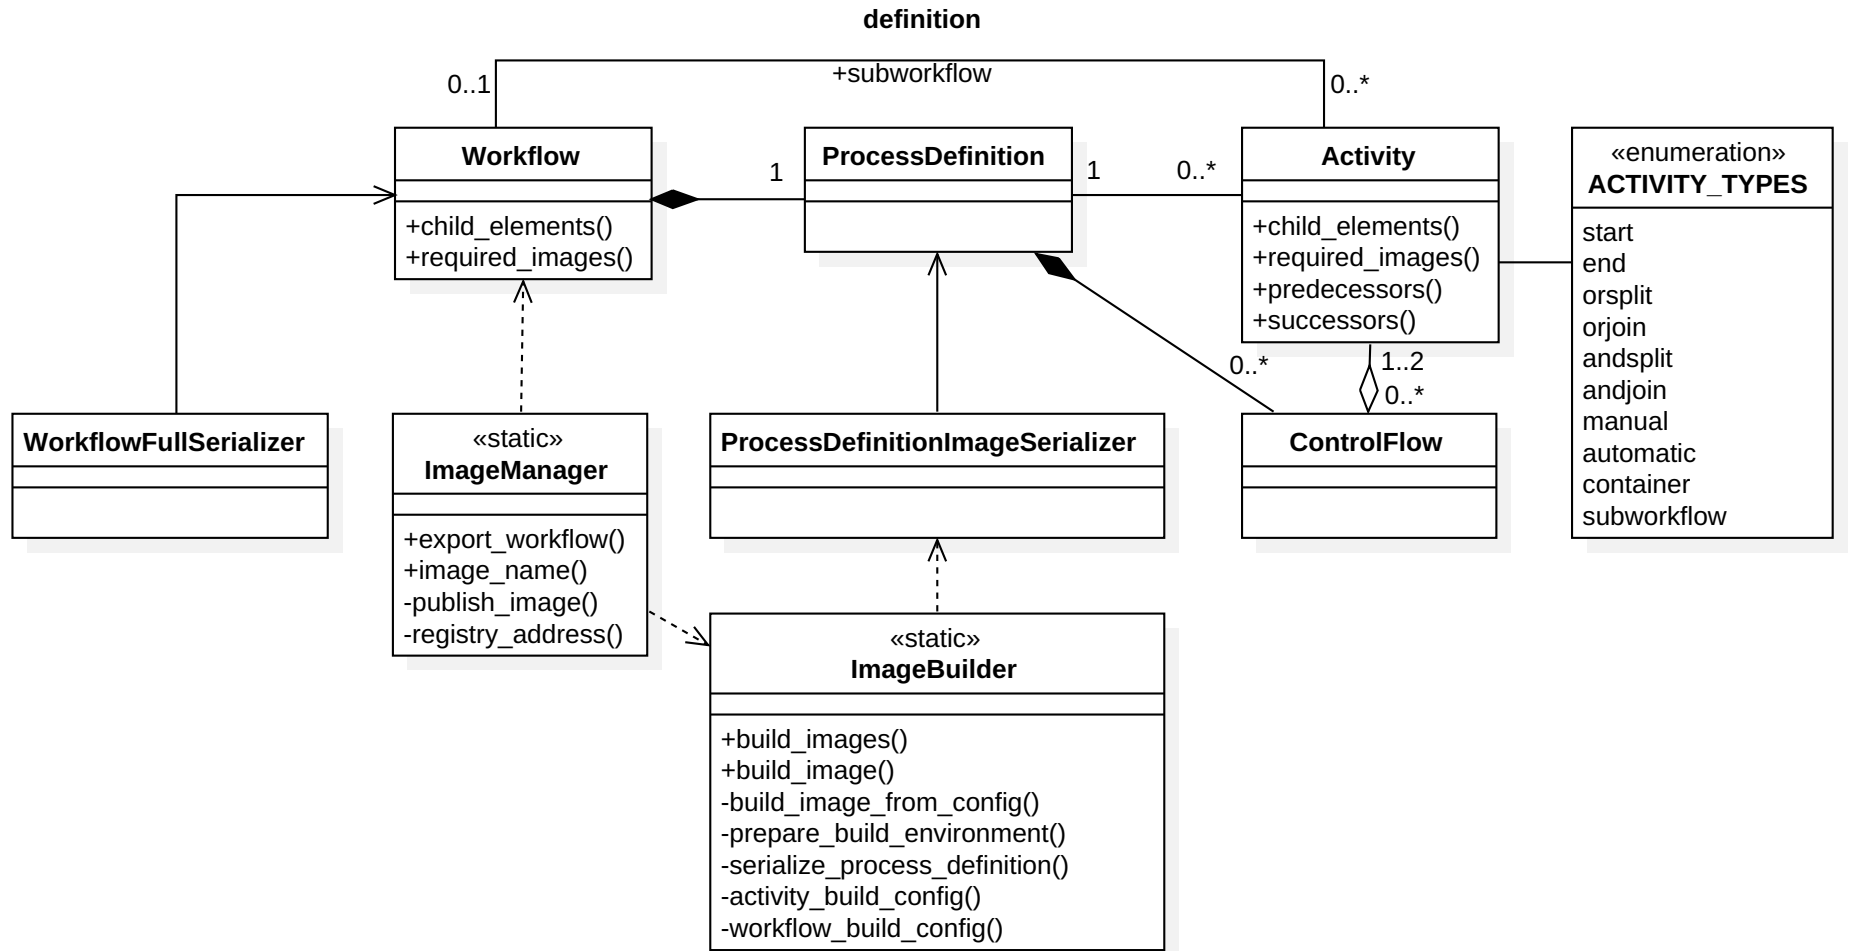 definition
+subworkflow
0..1
0..*
Workflow
+child_elements()
+required_images()
1
ProcessDefinition
1
0..*
Activity
+child_elements()
+required_images()
+predecessors()
+successors()
«enumeration»
ACTIVITY_TYPES
start
end
orsplit
orjoin
andsplit
andjoin
manual
automatic
container
subworkflow
0..*
1..2
0..*
WorkflowFullSerializer
«static»
ImageManager
+export_workflow()
+image_name()
-publish_image()
-registry_address()
ProcessDefinitionImageSerializer
ControlFlow
«static»
ImageBuilder
+build_images()
+build_image()
-build_image_from_config()
-prepare_build_environment()
-serialize_process_definition()
-activity_build_config()
-workflow_build_config()